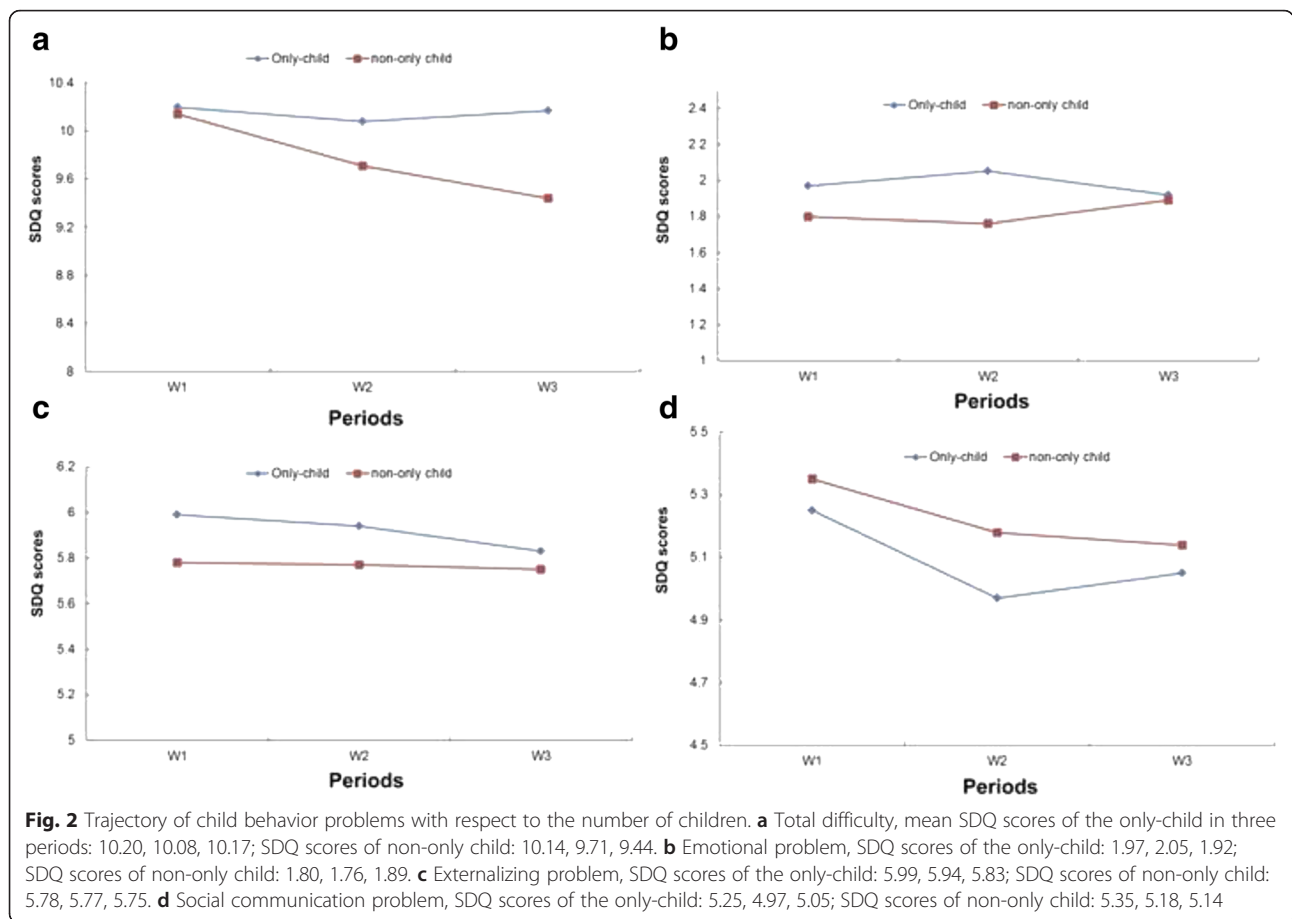 a
Only-child non-only child
10.4
10
9.6
9.2
8.8
8.4
8
SDQ scores
W1 W2 W3
Periods
b
Only-child non-only child
2.4
2.2
2
1.8
1.6
1.4
1.2
1
SDQ scores
W1 W2 W3
Periods
c
Only-child non-only child
6.2
6
5.8
5.6
5.4
5.2
5
SDQ scores
W1 W2 W3
Periods
d
Only-child non-only child
5.5
5.3
5.1
4.9
4.7
4.5
SDQ scores
W1 W2 W3
Periods
Fig. 2 Trajectory of child behavior problems with respect to the number of children. a Total difficulty, mean SDQ scores of the only-child in three
periods: 10.20, 10.08, 10.17; SDQ scores of non-only child: 10.14, 9.71, 9.44. b Emotional problem, SDQ scores of the only-child: 1.97, 2.05, 1.92;
SDQ scores of non-only child: 1.80, 1.76, 1.89. c Externalizing problem, SDQ scores of the only-child: 5.99, 5.94, 5.83; SDQ scores of non-only child:
5.78, 5.77, 5.75. d Social communication problem, SDQ scores of the only-child: 5.25, 4.97, 5.05; SDQ scores of non-only child: 5.35, 5.18, 5.14